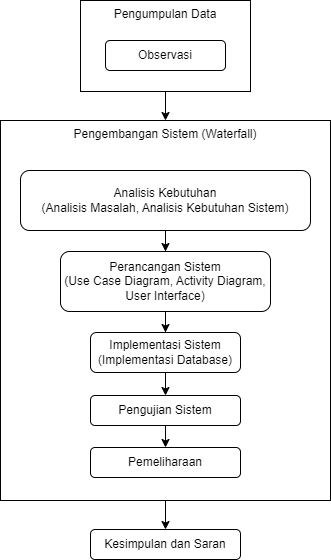 Pengumpulan Data
Observasi
Pengembangan Sistem (Waterfall)
Analisis Kebutuhan
(Analisis Masalah, Analisis Kebutuhan Sistem)
Perancangan Sistem
(Use Case Diagram, Activity Diagram,
User Interface)
Implementasi Sistem
(Implementasi Database)
Pengujian Sistem
Pemeliharaan
Kesimpulan dan Saran